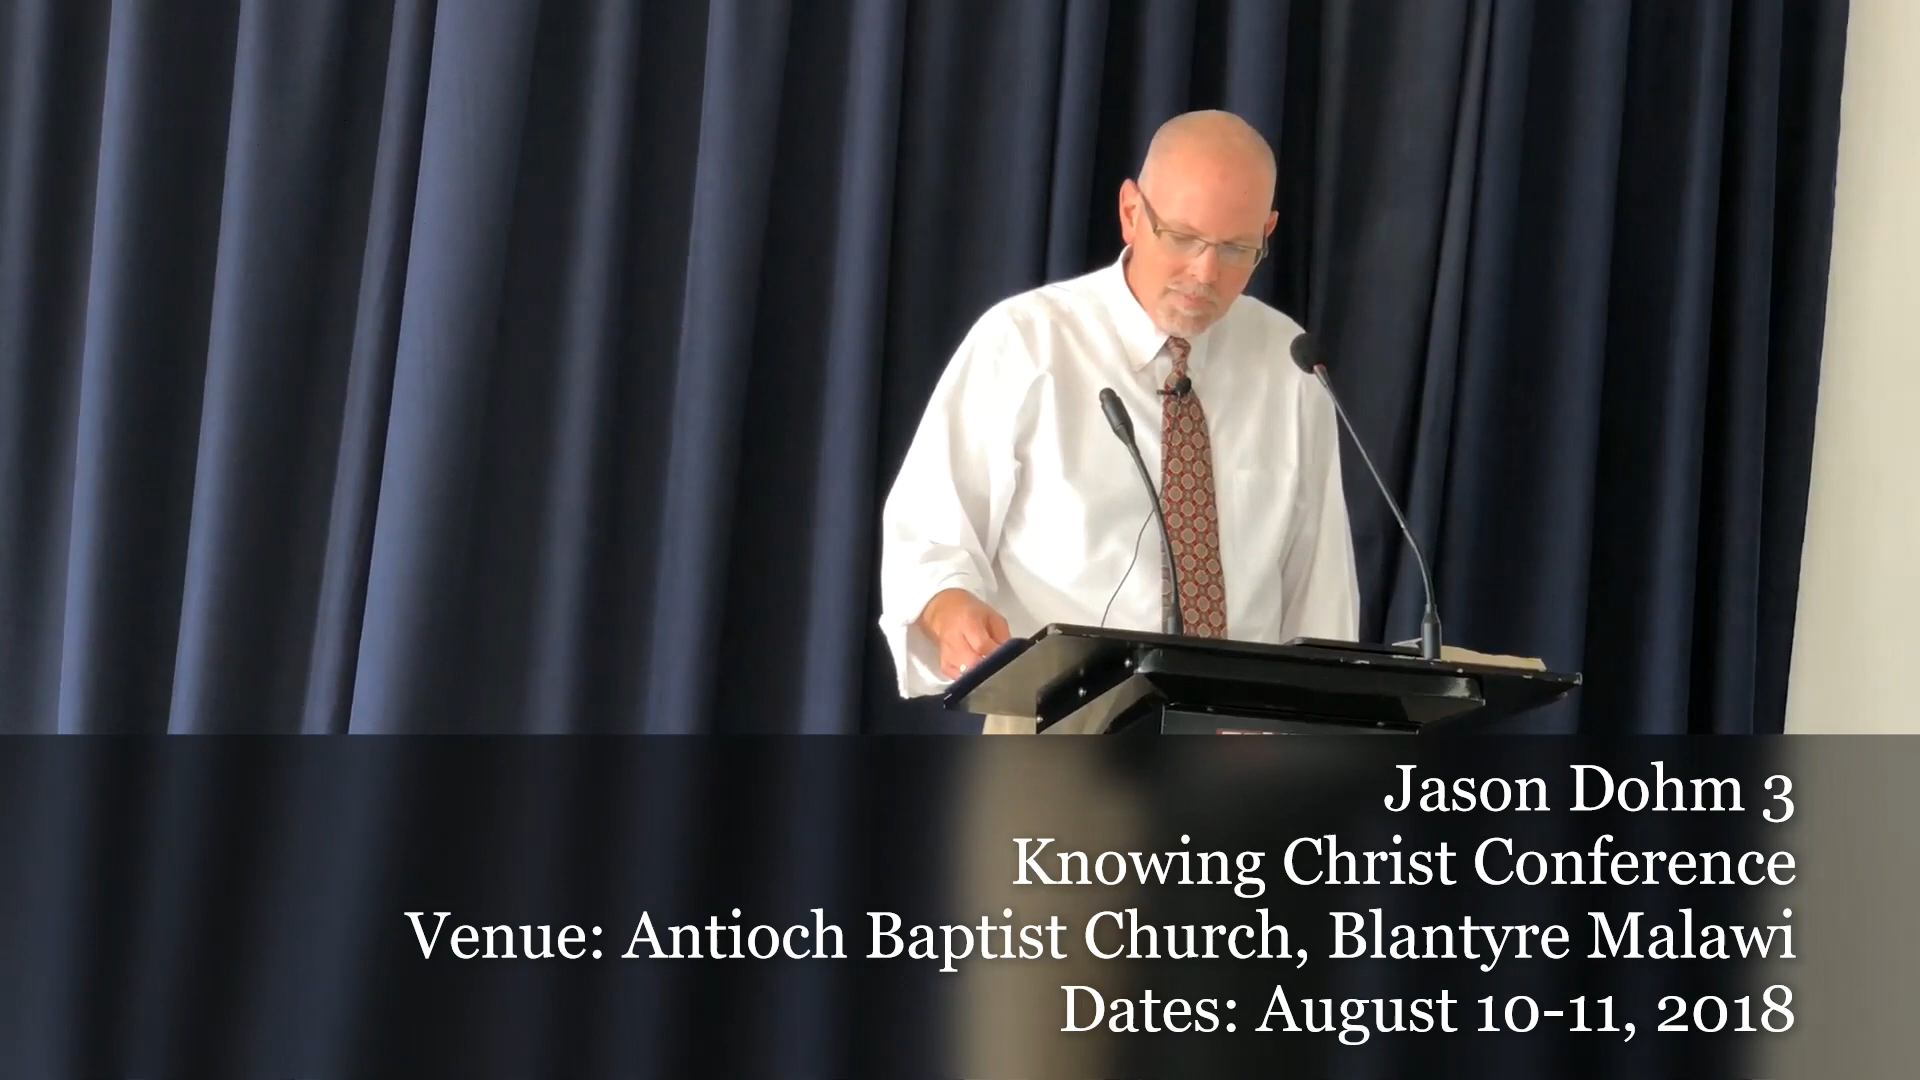 Jason Dohm 3
Knowing Christ Conference
Venue: Antioch Baptist Church, Blantyre Malawi
Dates: August 10-11, 2018